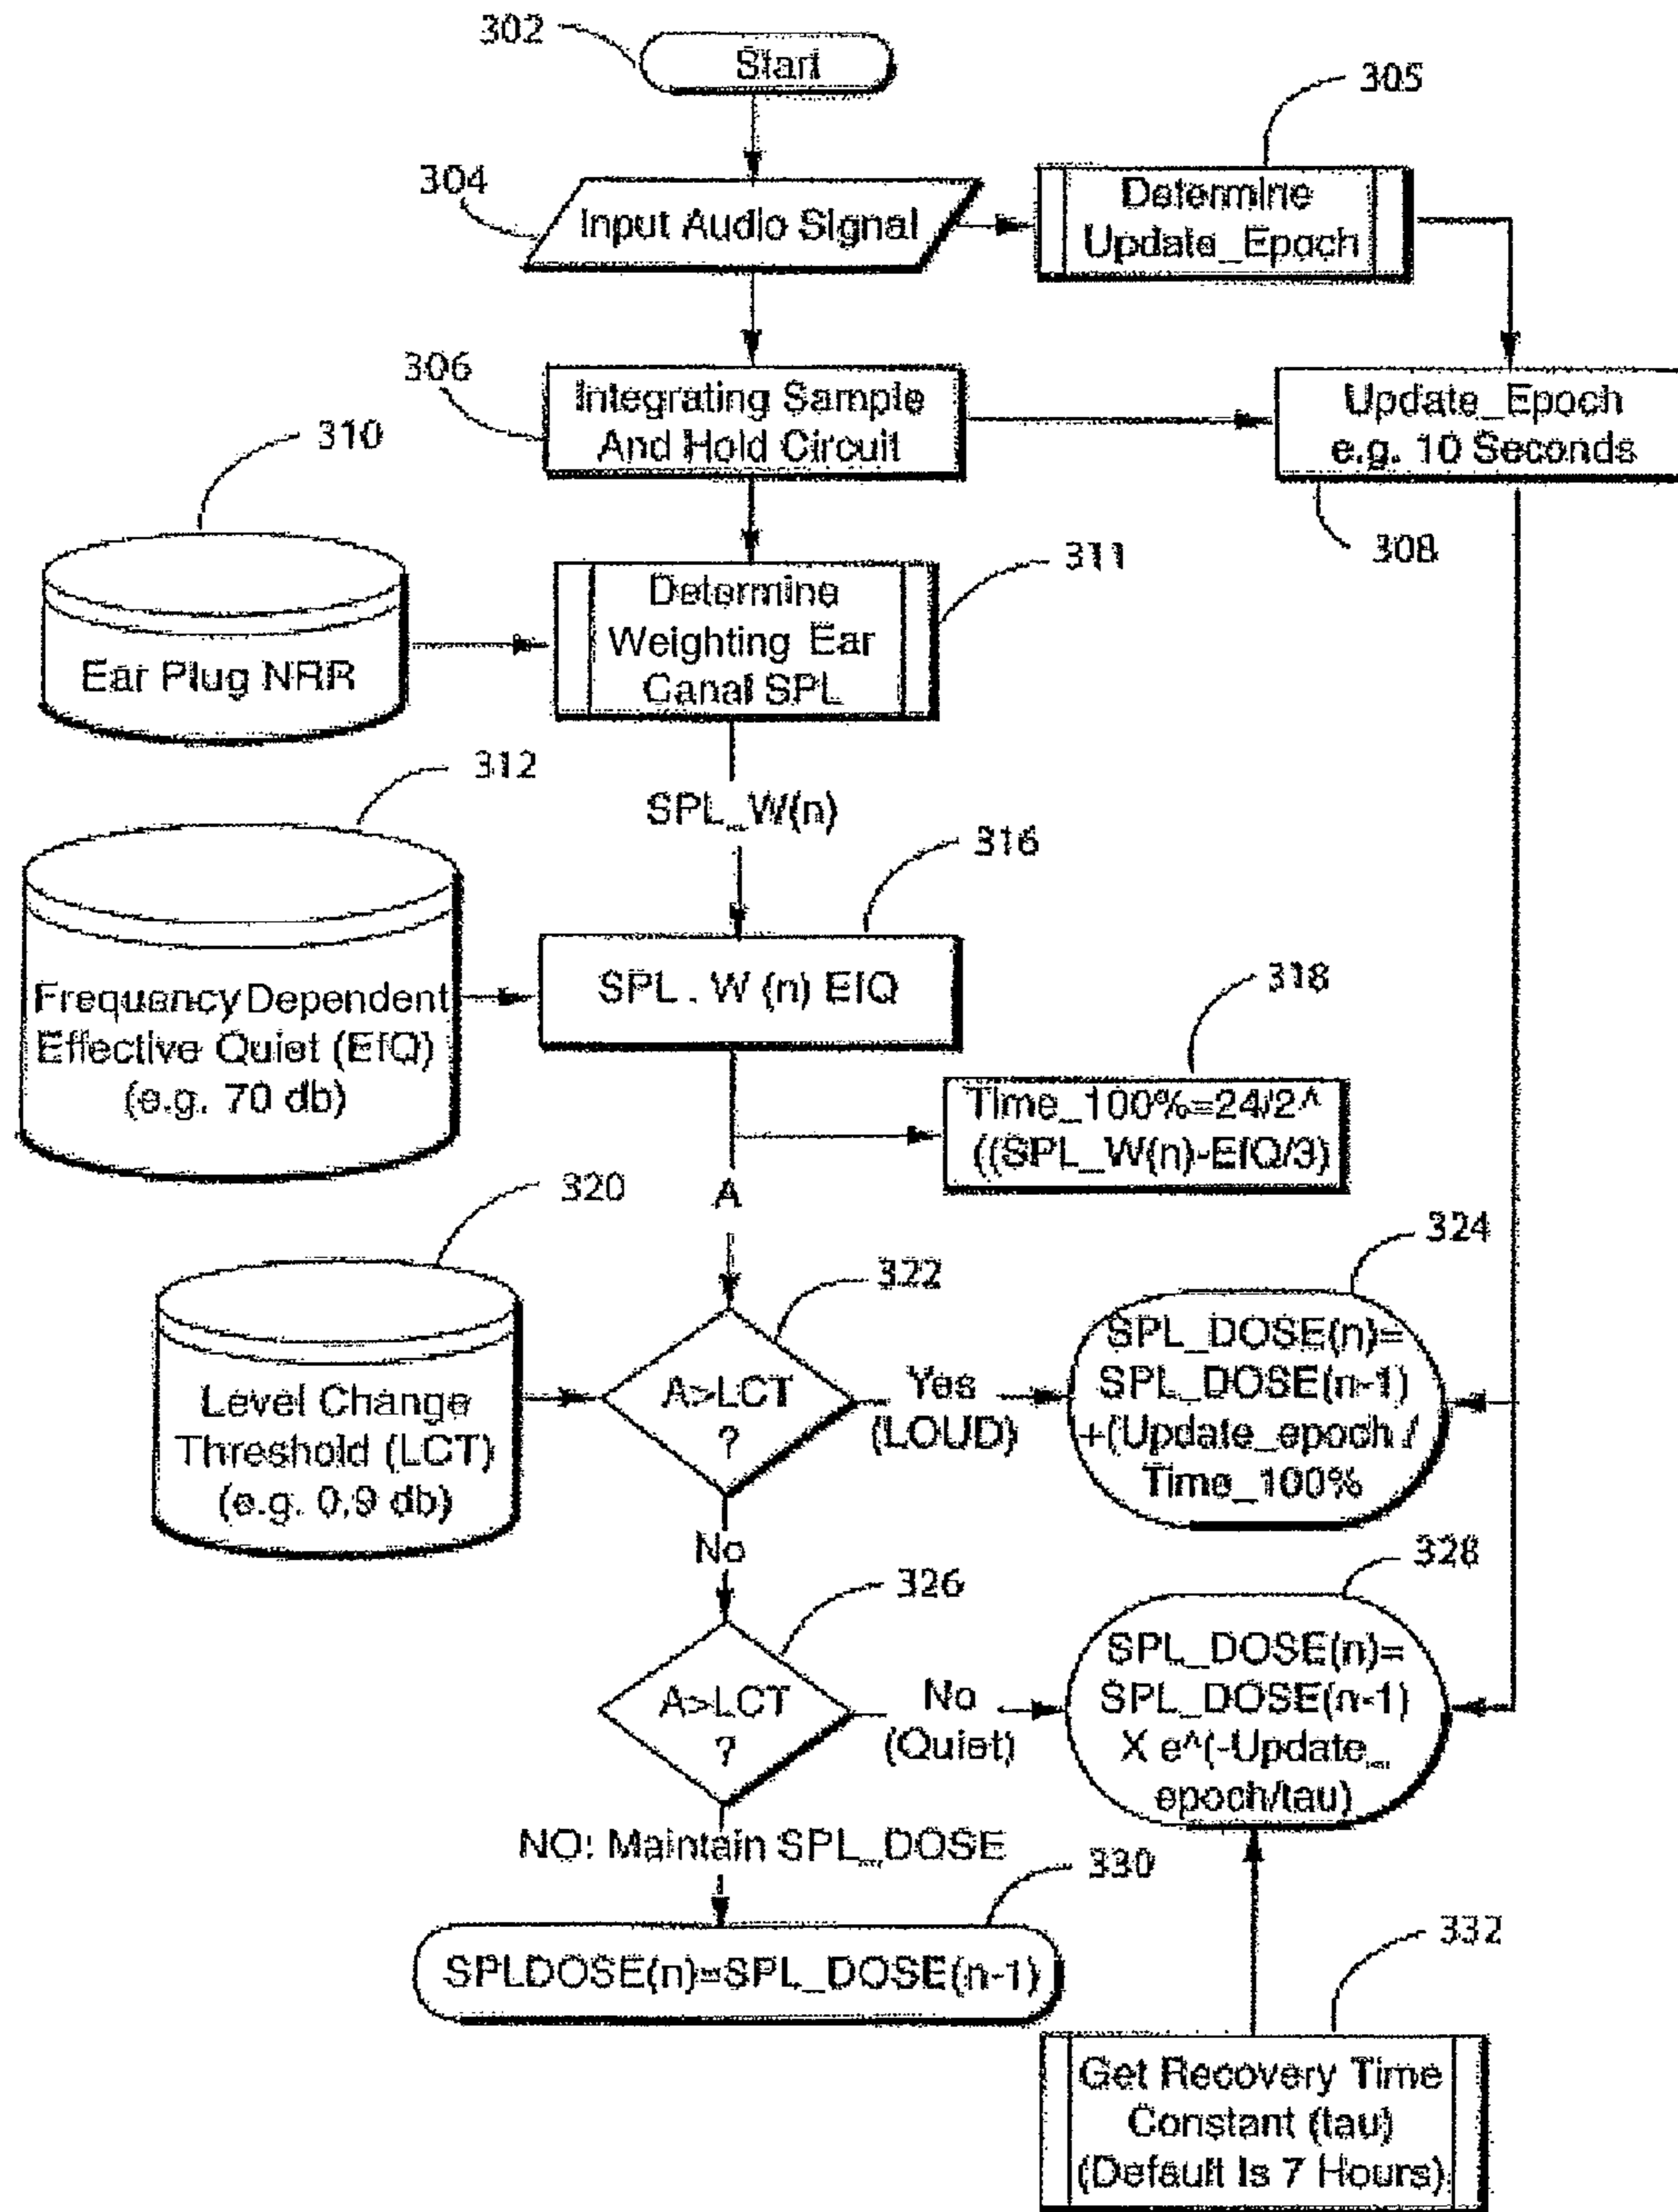 302
Start
305
304
Input Audio Signal
Determine
Update_Epoch
306
Integrating Sample
And Hold Circuit
Update_Epoch
e.g. 10 Seconds
308
310
Ear Plug NRR
311
Determine
Weighting Ear
Canal SPL
312
SPL_W(n)
316
Frequency Dependent
Effective Quiet (EfQ)
(e.g. 70 db)
SPL . W (n) EfQ
318
Time_100%=24/2^
((SPL_W(n)-EfQ/3)
A
320
Level Change
Threshold (LCT)
(e.g. 0,9 db)
322
A>LCT
?
Yes
(LOUD)
324
SPL_DOSE(n)=
SPL_DOSE(n-1)
+(Update_epoch /
Time_100%
No
326
A>LCT
?
No
(Quiet)
328
SPL_DOSE(n)=
SPL_DOSE(n-1)
X e^(-Update_
epoch/tau)
NO: Maintain SPL_DOSE
330
SPLDOSE(n)=SPL_DOSE(n-1)
332
Get Recovery Time
Constant (tau)
(Default Is 7 Hours)